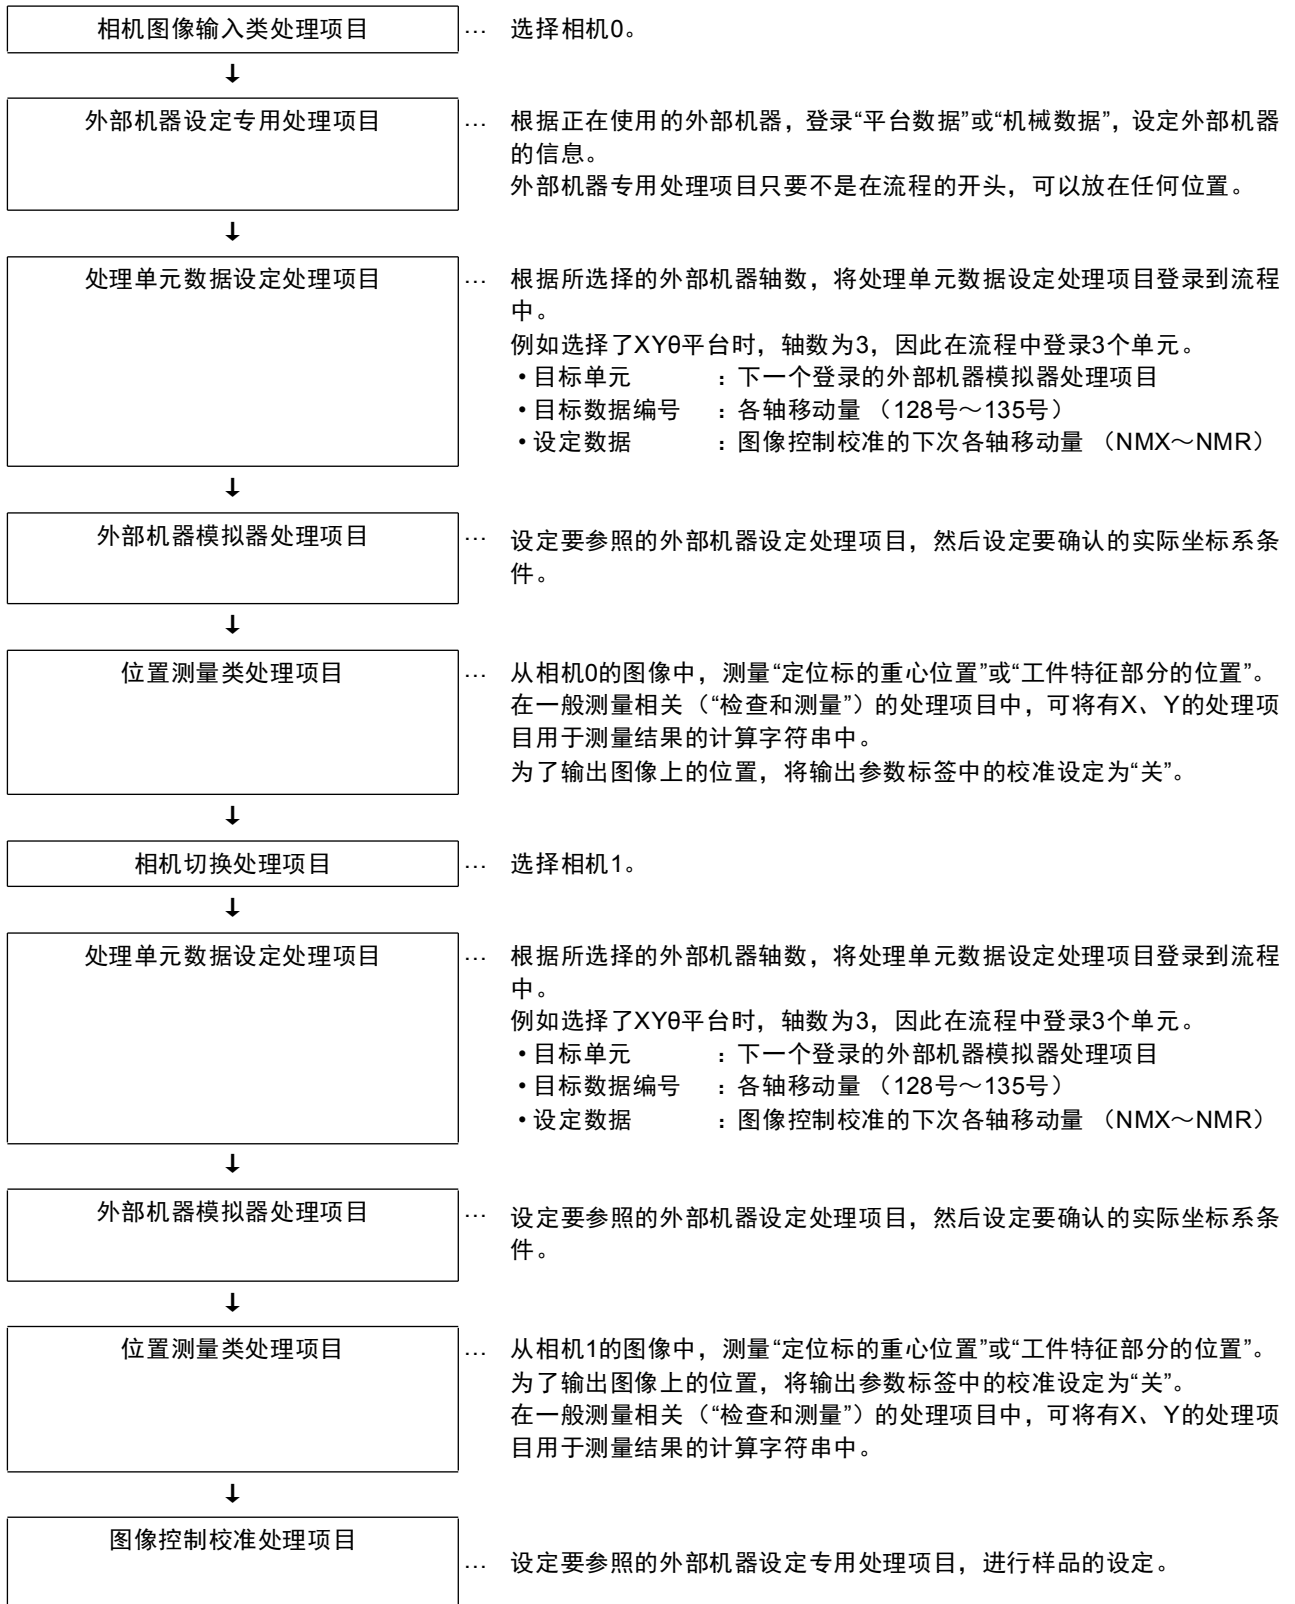 相机图像输入类处理项目 … 选择相机0。
↓
外部机器设定专用处理项目 … 根据正在使用的外部机器，登录“平台数据”或“机械数据”，设定外部机器
的信息。
外部机器专用处理项目只要不是在流程的开头，可以放在任何位置。
↓
处理单元数据设定处理项目 … 根据所选择的外部机器轴数，将处理单元数据设定处理项目登录到流程
中。
例如选择了XYθ平台时，轴数为3，因此在流程中登录3个单元。
•目标单元 ：下一个登录的外部机器模拟器处理项目
•目标数据编号 ：各轴移动量 （128号～135号）
•设定数据 ：图像控制校准的下次各轴移动量 （NMX～NMR）
↓
外部机器模拟器处理项目 … 设定要参照的外部机器设定处理项目，然后设定要确认的实际坐标系条
件。
↓
位置测量类处理项目 … 从相机0的图像中，测量“定位标的重心位置”或“工件特征部分的位置”。
在一般测量相关 （“检查和测量”）的处理项目中，可将有X、Y的处理项
目用于测量结果的计算字符串中。
为了输出图像上的位置，将输出参数标签中的校准设定为“关”。
↓
相机切换处理项目 … 选择相机1。
↓
处理单元数据设定处理项目 … 根据所选择的外部机器轴数，将处理单元数据设定处理项目登录到流程
中。
例如选择了XYθ平台时，轴数为3，因此在流程中登录3个单元。
•目标单元 ：下一个登录的外部机器模拟器处理项目
•目标数据编号 ：各轴移动量 （128号～135号）
•设定数据 ：图像控制校准的下次各轴移动量 （NMX～NMR）
↓
外部机器模拟器处理项目 … 设定要参照的外部机器设定处理项目，然后设定要确认的实际坐标系条
件。
↓
位置测量类处理项目 … 从相机1的图像中，测量“定位标的重心位置”或“工件特征部分的位置”。
为了输出图像上的位置，将输出参数标签中的校准设定为“关”。
在一般测量相关 （“检查和测量”）的处理项目中，可将有X、Y的处理项
目用于测量结果的计算字符串中。
↓
图像控制校准处理项目
… 设定要参照的外部机器设定专用处理项目，进行样品的设定。